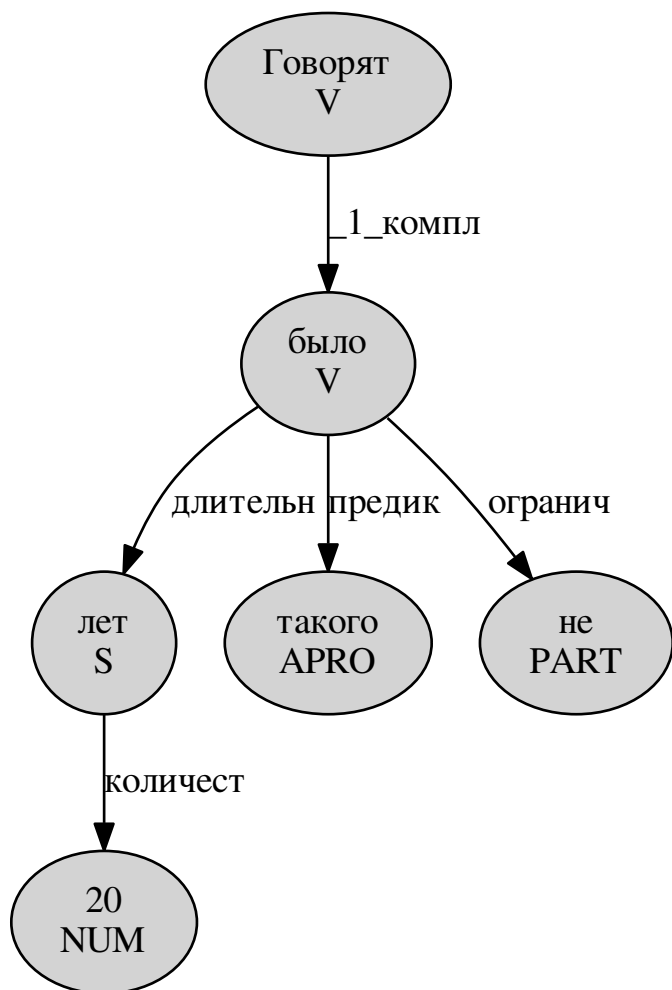 Говорят
V
_1_компл
было
V
длительн предик огранич
лет такого не
S APRO PART
количест
20
NUM